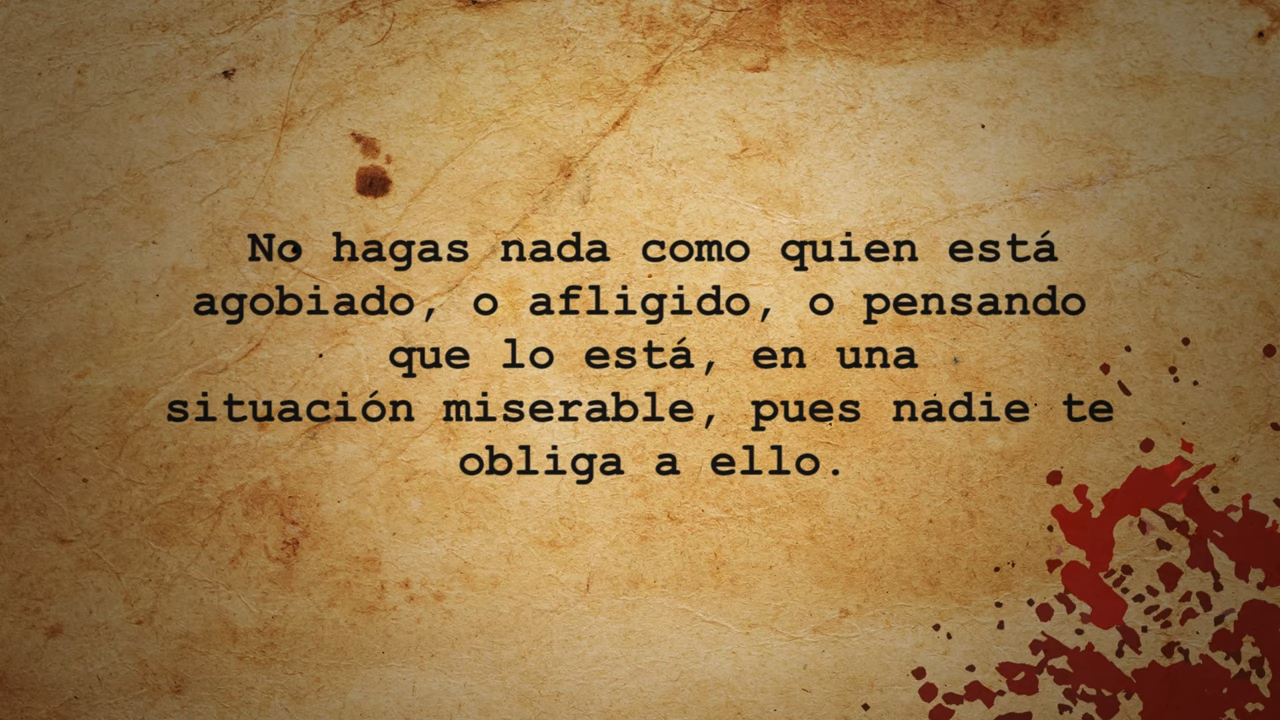 No hagas nada como quien está
agobiado, o afligido, o pensando
que lo está, en una
situación miserable, pues nadie te
obliga a ello.